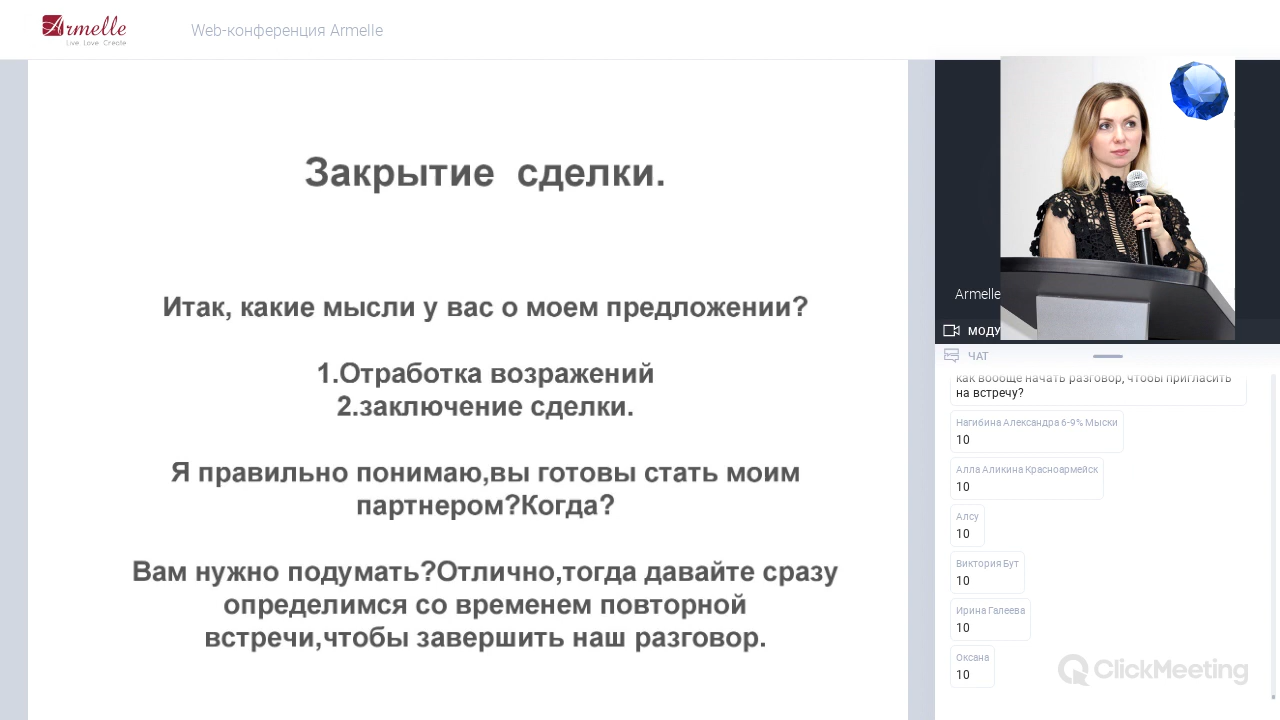 Armelle
Live. Love. Create
Web-конференция Armelle
Закрытие сделки.
Итак, какие мысли у вас о моем предложении?
1.Отработка возражений
2.заключение сделки.
Я правильно понимаю,вы готовы стать моим
партнером?Когда?
Вам нужно подумать?Отлично,тогда давайте сразу
определимся со временем повторной
встречи,чтобы завершить наш разговор.
Armelle
МОДУ
ЧАТ
как вообще начать разговор, чтобы пригласить
на встречу?
Нагибина Александра 6-9% Мыски
10
Алла Аликина Красноармейск
10
Алсу
10
Виктория Бут
10
Ирина Галеева
10
Оксана
10
ClickMeeting